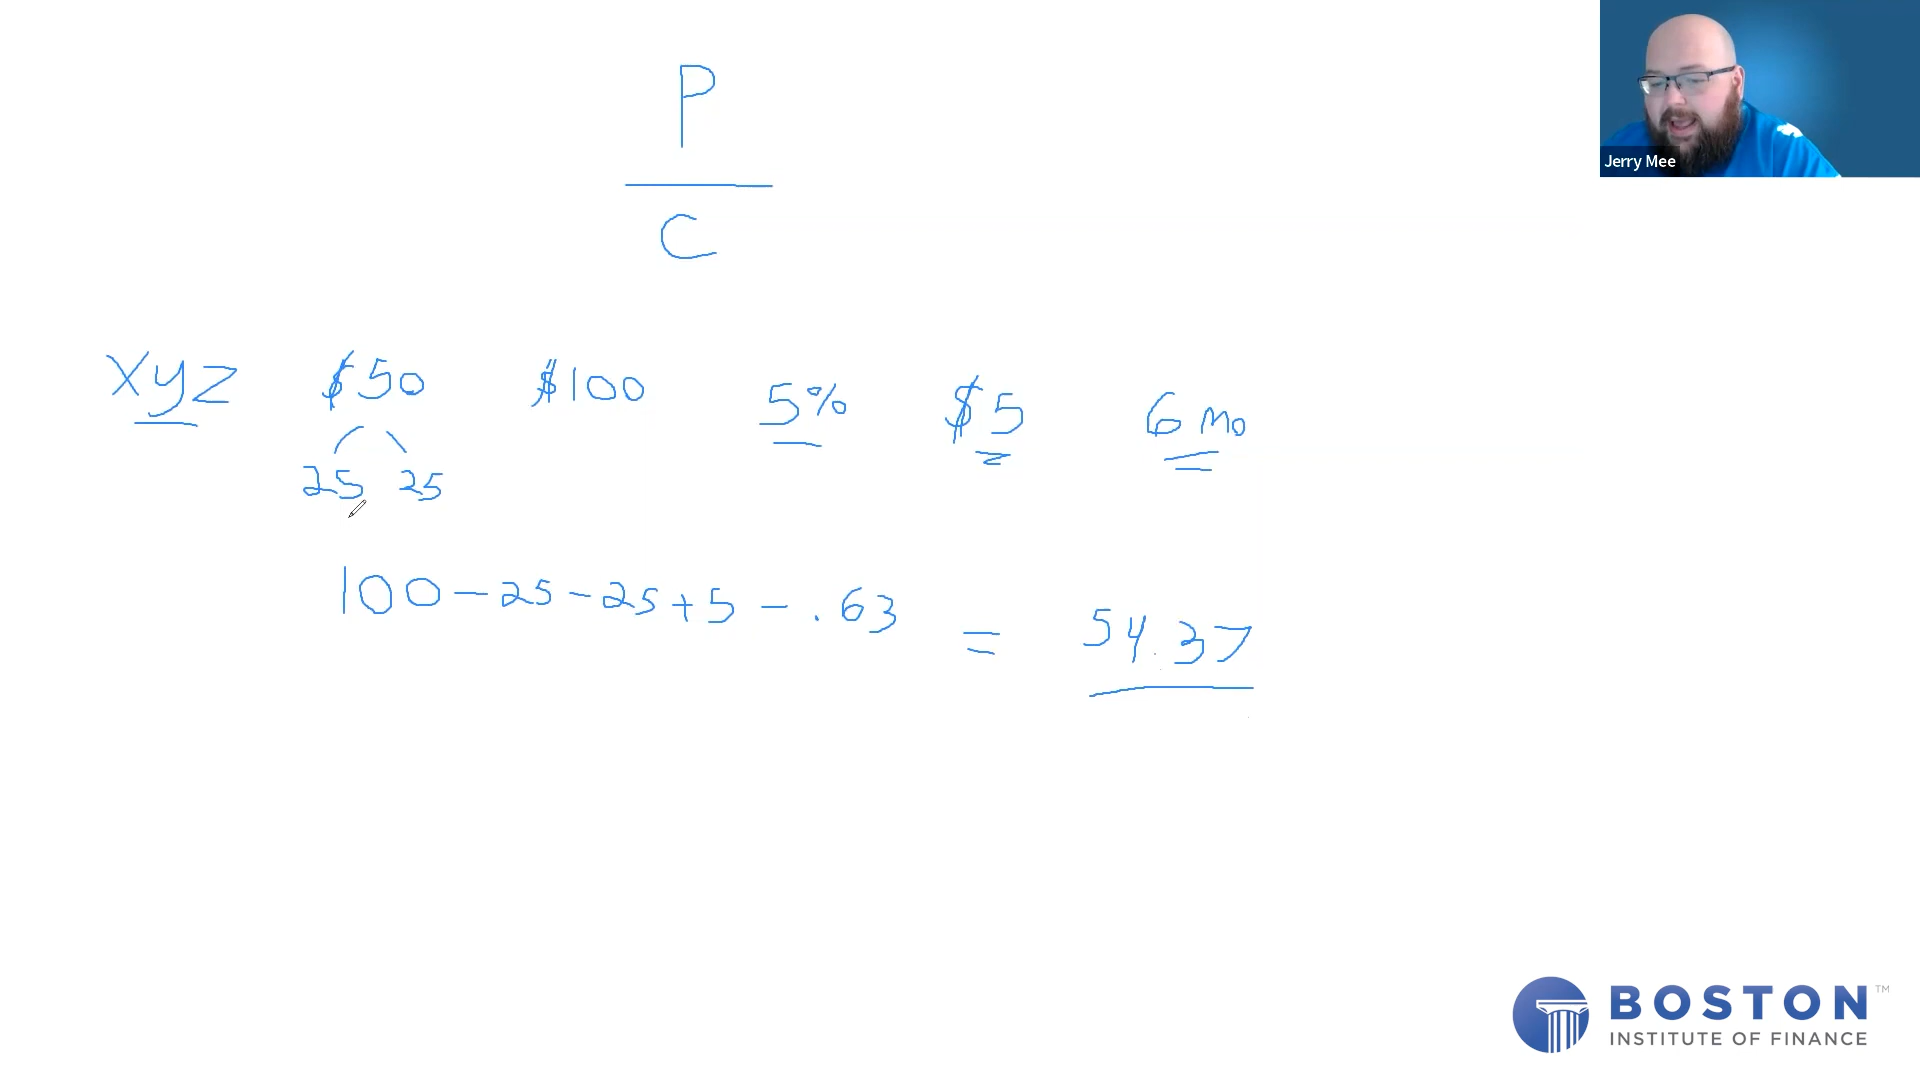 P
C
Jerry Mee
XYZ $50 $100 5% $5 6 mo
25 25
100 - 25 - 25 + 5 - .63 = 54.37
BOSTON™
INSTITUTE OF FINANCE